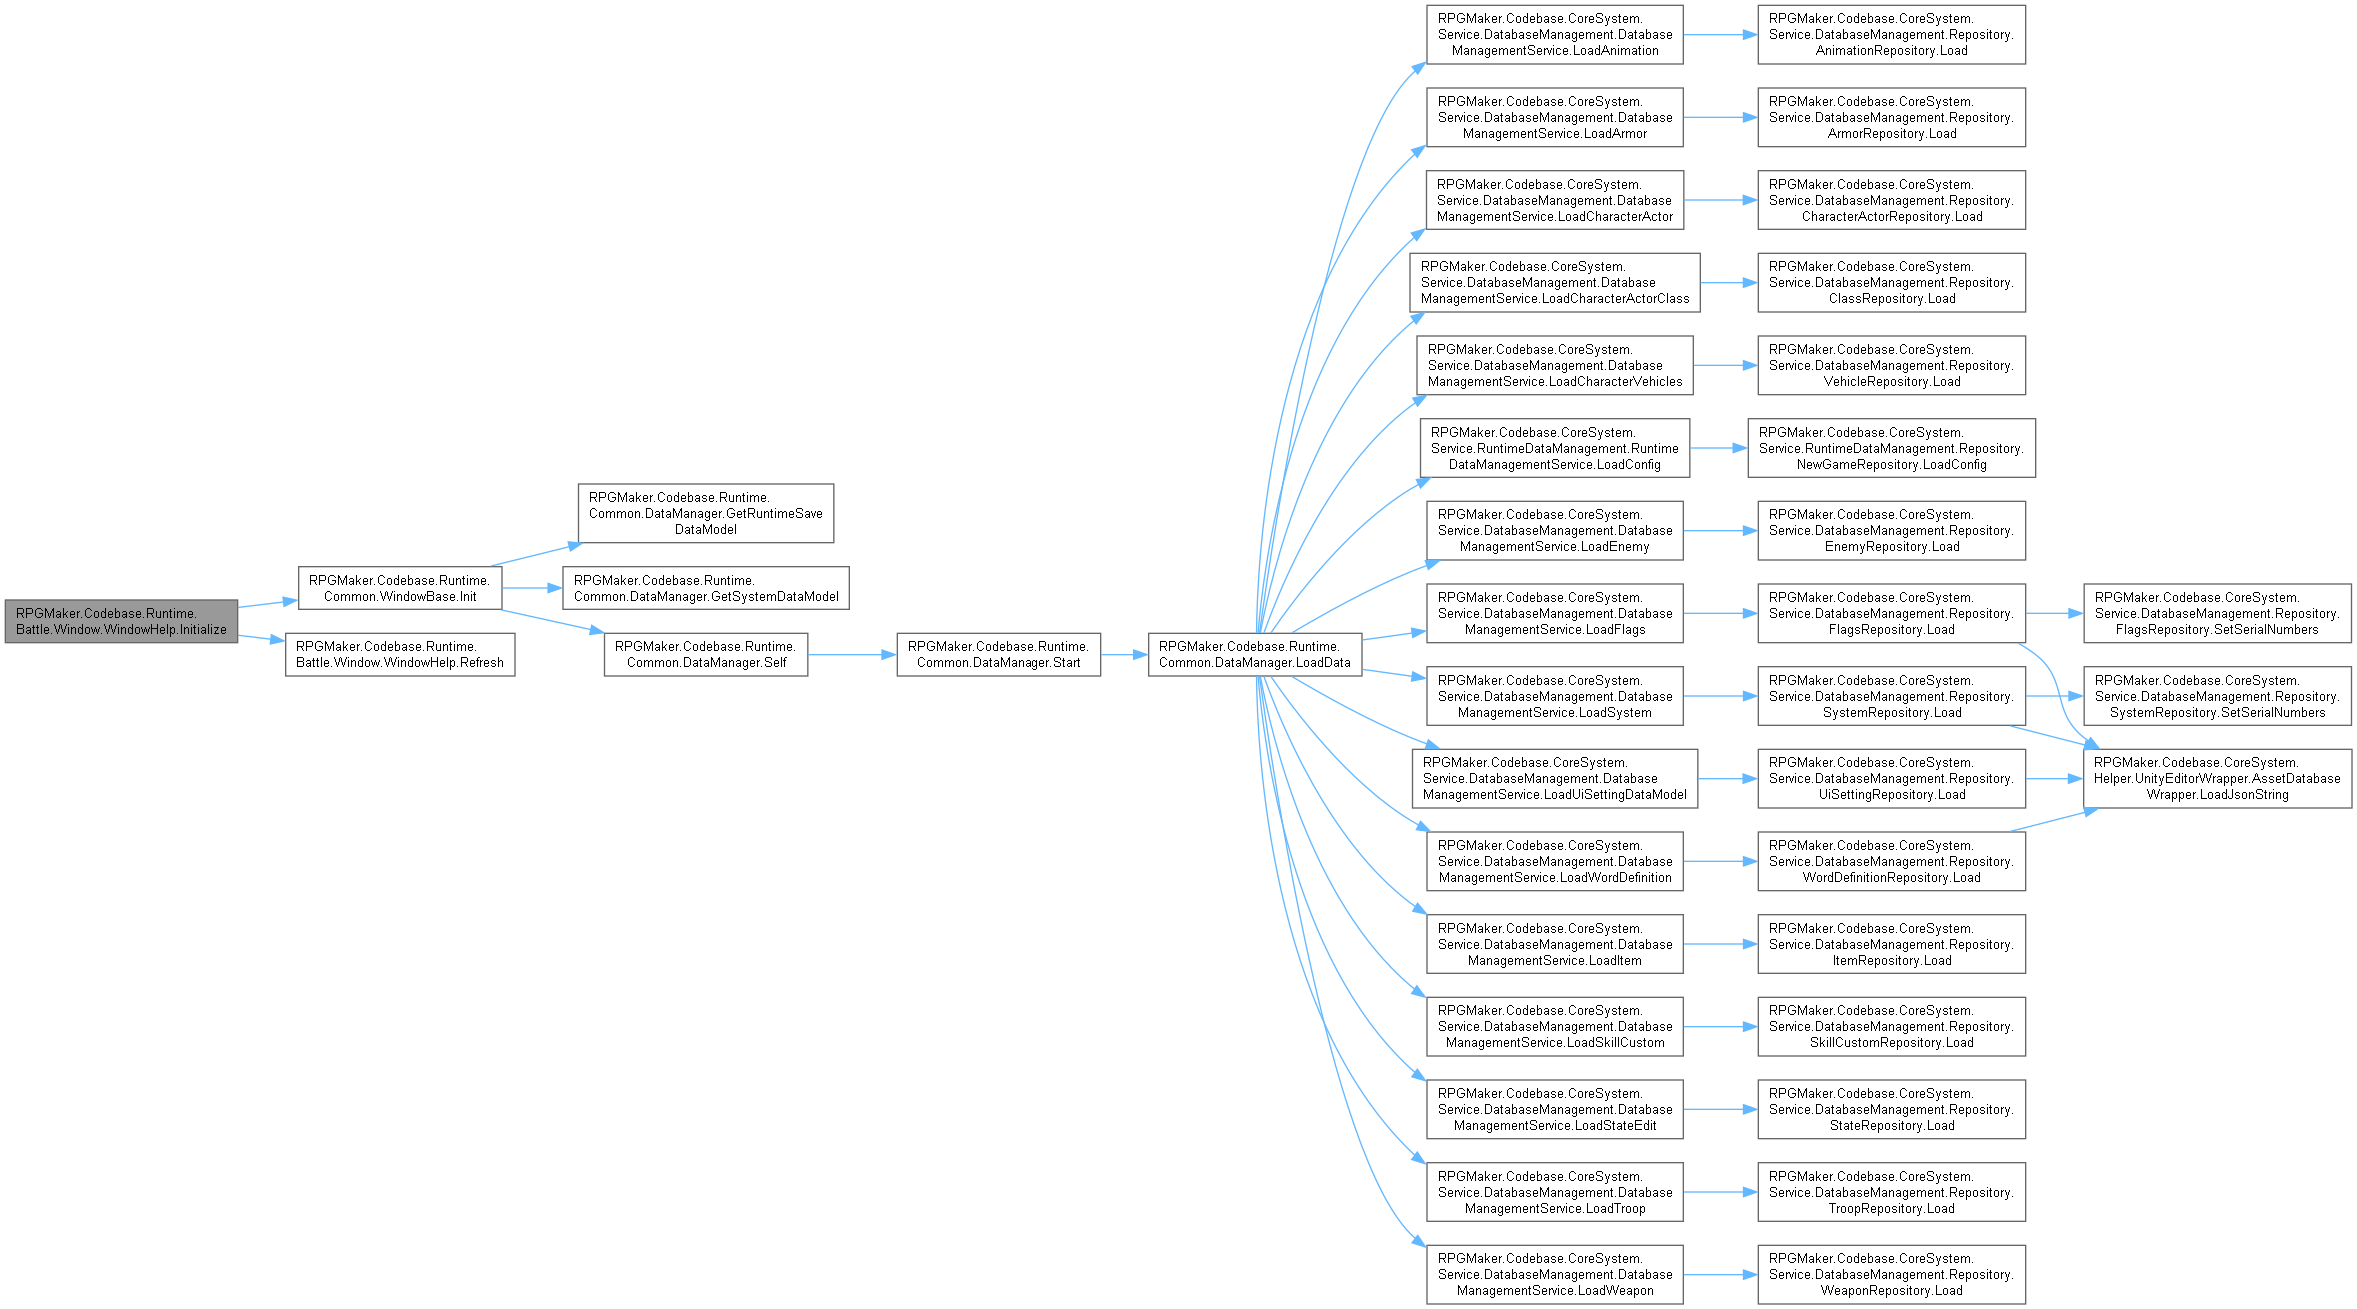 RPGMaker.Codebase.Runtime.
Battle.Window.WindowHelp.Initialize
RPGMaker.Codebase.Runtime.
Common.WindowBase.Init
RPGMaker.Codebase.Runtime.
Battle.Window.WindowHelp.Refresh
RPGMaker.Codebase.Runtime.
Common.DataManager.GetRuntimeSave
DataModel
RPGMaker.Codebase.Runtime.
Common.DataManager.GetSystemDataModel
RPGMaker.Codebase.Runtime.
Common.DataManager.Self
RPGMaker.Codebase.Runtime.
Common.DataManager.Start
RPGMaker.Codebase.Runtime.
Common.DataManager.LoadData
RPGMaker.Codebase.CoreSystem.
Service.DatabaseManagement.Database
ManagementService.LoadAnimation
RPGMaker.Codebase.CoreSystem.
Service.DatabaseManagement.Repository.
AnimationRepository.Load
RPGMaker.Codebase.CoreSystem.
Service.DatabaseManagement.Database
ManagementService.LoadArmor
RPGMaker.Codebase.CoreSystem.
Service.DatabaseManagement.Repository.
ArmorRepository.Load
RPGMaker.Codebase.CoreSystem.
Service.DatabaseManagement.Database
ManagementService.LoadCharacterActor
RPGMaker.Codebase.CoreSystem.
Service.DatabaseManagement.Repository.
CharacterActorRepository.Load
RPGMaker.Codebase.CoreSystem.
Service.DatabaseManagement.Database
ManagementService.LoadCharacterActorClass
RPGMaker.Codebase.CoreSystem.
Service.DatabaseManagement.Repository.
ClassRepository.Load
RPGMaker.Codebase.CoreSystem.
Service.DatabaseManagement.Database
ManagementService.LoadCharacterVehicles
RPGMaker.Codebase.CoreSystem.
Service.DatabaseManagement.Repository.
VehicleRepository.Load
RPGMaker.Codebase.CoreSystem.
Service.RuntimeDataManagement.Runtime
DataManagementService.LoadConfig
RPGMaker.Codebase.CoreSystem.
Service.RuntimeDataManagement.Repository.
NewGameRepository.LoadConfig
RPGMaker.Codebase.CoreSystem.
Service.DatabaseManagement.Database
ManagementService.LoadEnemy
RPGMaker.Codebase.CoreSystem.
Service.DatabaseManagement.Repository.
EnemyRepository.Load
RPGMaker.Codebase.CoreSystem.
Service.DatabaseManagement.Database
ManagementService.LoadFlags
RPGMaker.Codebase.CoreSystem.
Service.DatabaseManagement.Repository.
FlagsRepository.Load
RPGMaker.Codebase.CoreSystem.
Service.DatabaseManagement.Repository.
FlagsRepository.SetSerialNumbers
RPGMaker.Codebase.CoreSystem.
Service.DatabaseManagement.Database
ManagementService.LoadSystem
RPGMaker.Codebase.CoreSystem.
Service.DatabaseManagement.Repository.
SystemRepository.Load
RPGMaker.Codebase.CoreSystem.
Service.DatabaseManagement.Repository.
SystemRepository.SetSerialNumbers
RPGMaker.Codebase.CoreSystem.
Service.DatabaseManagement.Database
ManagementService.LoadUiSettingDataModel
RPGMaker.Codebase.CoreSystem.
Service.DatabaseManagement.Repository.
UiSettingRepository.Load
RPGMaker.Codebase.CoreSystem.
Helper.UnityEditorWrapper.AssetDatabase
Wrapper.LoadJsonString
RPGMaker.Codebase.CoreSystem.
Service.DatabaseManagement.Database
ManagementService.LoadWordDefinition
RPGMaker.Codebase.CoreSystem.
Service.DatabaseManagement.Repository.
WordDefinitionRepository.Load
RPGMaker.Codebase.CoreSystem.
Service.DatabaseManagement.Database
ManagementService.LoadItem
RPGMaker.Codebase.CoreSystem.
Service.DatabaseManagement.Repository.
ItemRepository.Load
RPGMaker.Codebase.CoreSystem.
Service.DatabaseManagement.Database
ManagementService.LoadSkillCustom
RPGMaker.Codebase.CoreSystem.
Service.DatabaseManagement.Repository.
SkillCustomRepository.Load
RPGMaker.Codebase.CoreSystem.
Service.DatabaseManagement.Database
ManagementService.LoadStateEdit
RPGMaker.Codebase.CoreSystem.
Service.DatabaseManagement.Repository.
StateRepository.Load
RPGMaker.Codebase.CoreSystem.
Service.DatabaseManagement.Database
ManagementService.LoadTroop
RPGMaker.Codebase.CoreSystem.
Service.DatabaseManagement.Repository.
TroopRepository.Load
RPGMaker.Codebase.CoreSystem.
Service.DatabaseManagement.Database
ManagementService.LoadWeapon
RPGMaker.Codebase.CoreSystem.
Service.DatabaseManagement.Repository.
WeaponRepository.Load